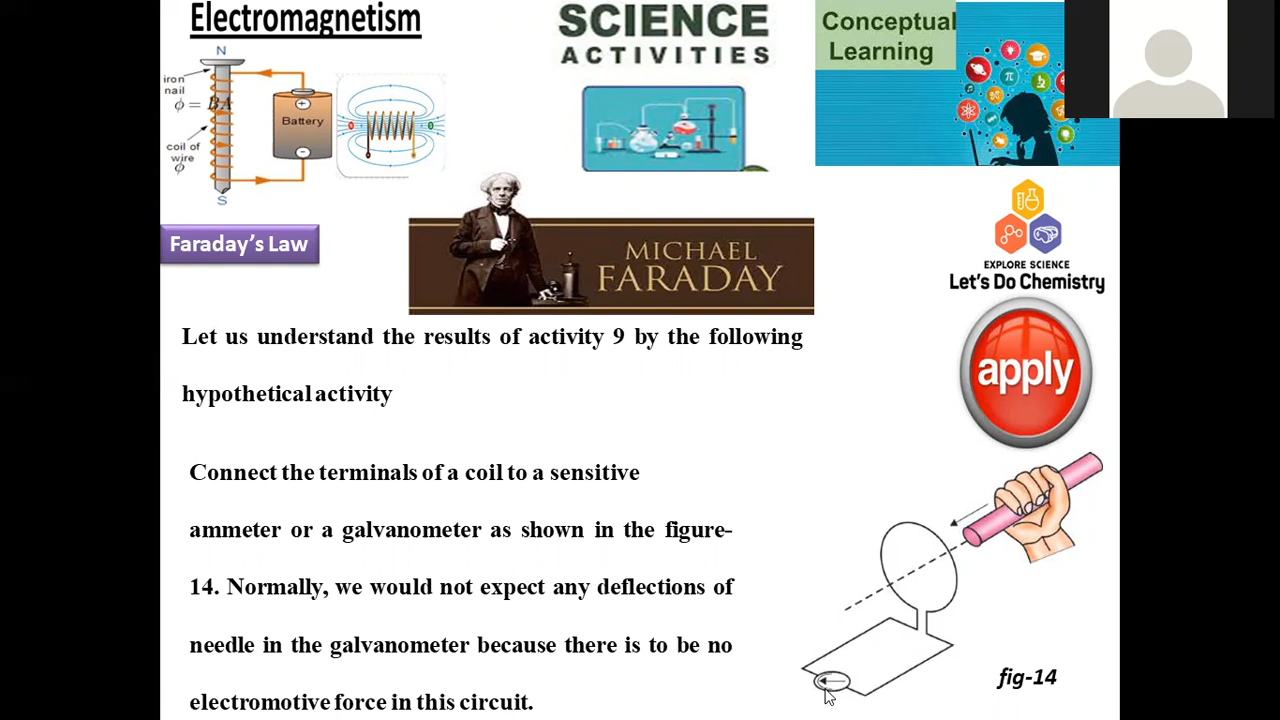 Electromagnetism
SCIENCE
ACTIVITIES
Conceptual
Learning
N
iron
nail
ϕ = BA
Battery
coil of
wire
ϕ
S
Faraday's Law
MICHAEL
FARADAY
EXPLORE SCIENCE
Let's Do Chemistry
Let us understand the results of activity 9 by the following
hypothetical activity
apply
Connect the terminals of a coil to a sensitive
ammeter or a galvanometer as shown in the figure-
14. Normally, we would not expect any deflections of
needle in the galvanometer because there is to be no
electromotive force in this circuit.
fig-14